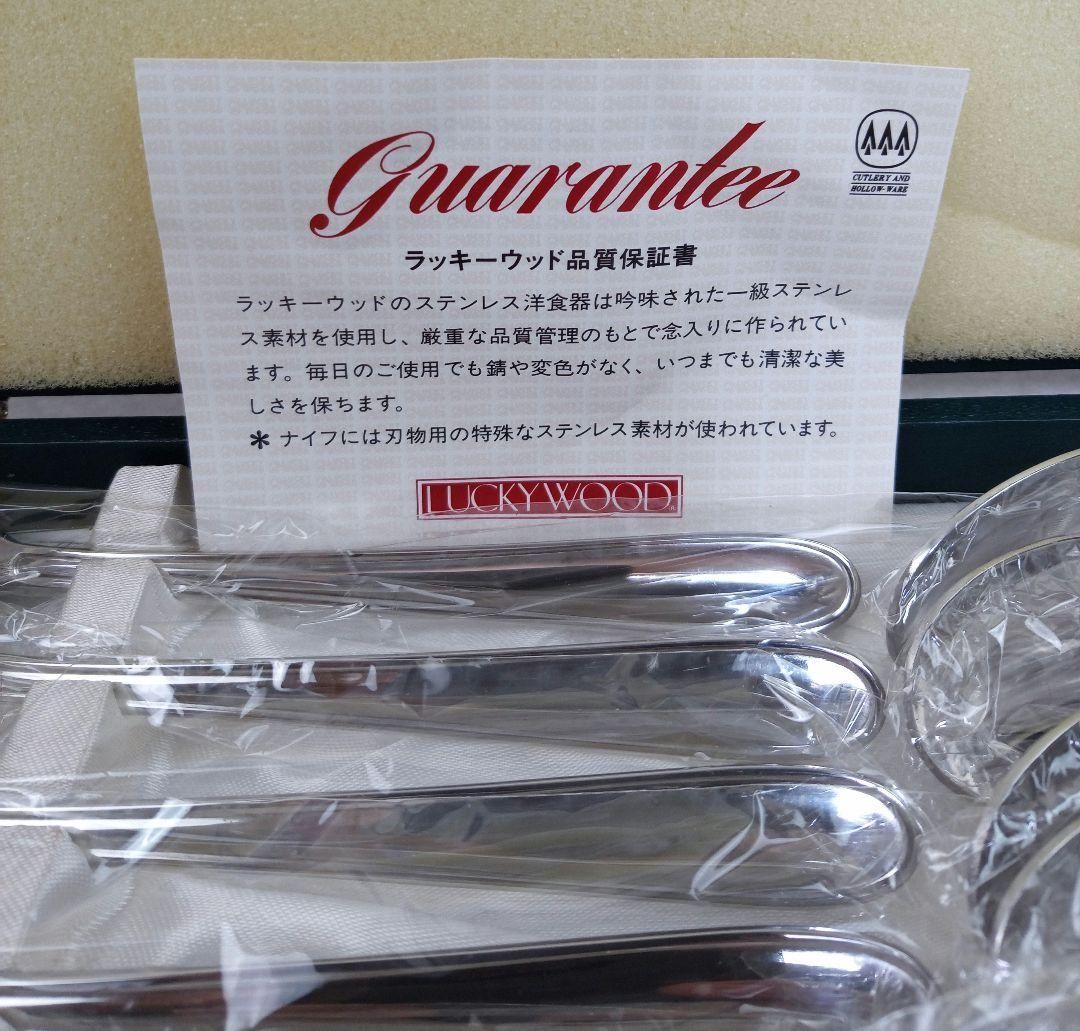 Guarantee
CUTLERY AND
HOLLOW-WARE
ラッキーウッド品質保証書
ラッキーウッドのステンレス洋食器は吟味された一級ステンレ
ス素材を使用し、厳重な品質管理のもとで念入りに作られてい
ます。毎日のご使用でも錆や変色がなく、いつまでも清潔な美
しさを保ちます。
＊ ナイフには刃物用の特殊なステンレス素材が使われています。
LUCKYWOOD®